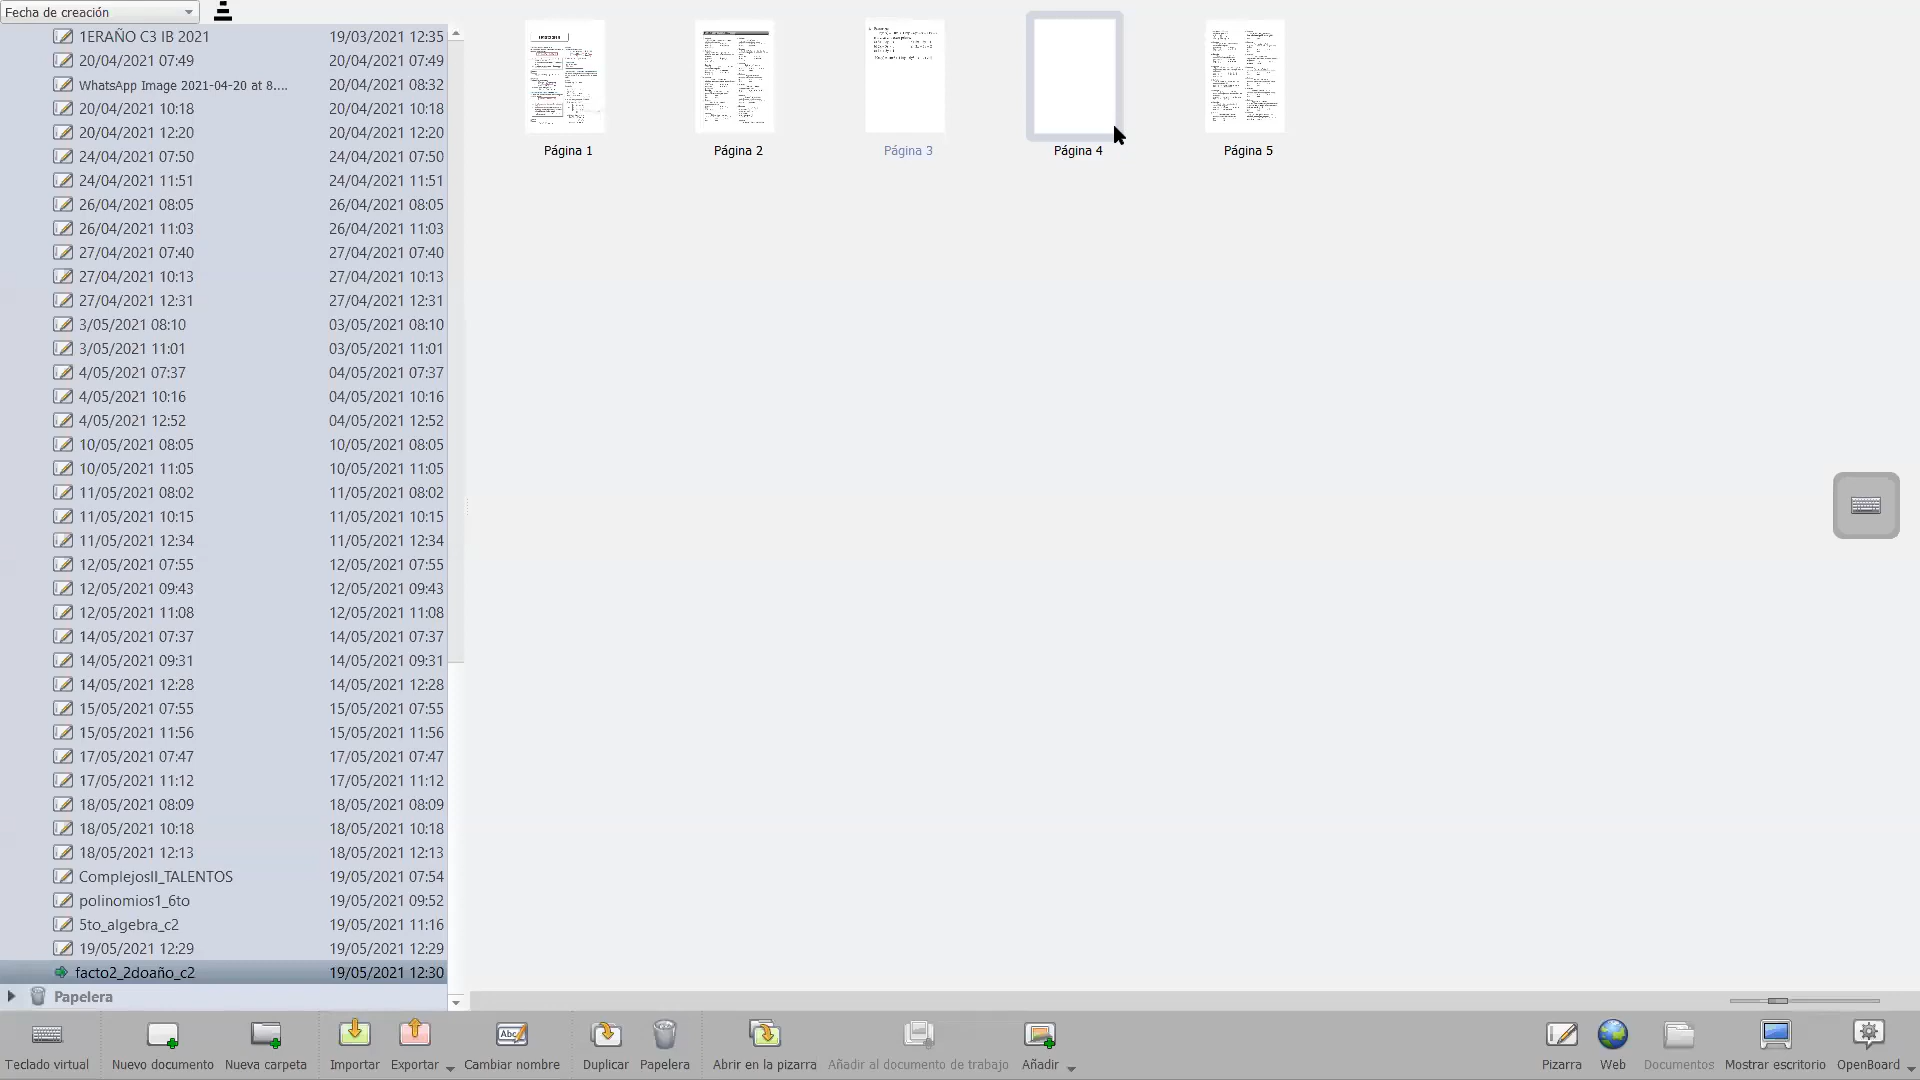 Fecha de creación
1ERAÑO C3 IB 2021 19/03/2021 12:35
20/04/2021 07:49 20/04/2021 07:49
WhatsApp Image 2021-04-20 at 8.... 20/04/2021 08:32
20/04/2021 10:18 20/04/2021 10:18
20/04/2021 12:20 20/04/2021 12:20
24/04/2021 07:50 24/04/2021 07:50
24/04/2021 11:51 24/04/2021 11:51
26/04/2021 08:05 26/04/2021 08:05
26/04/2021 11:03 26/04/2021 11:03
27/04/2021 07:40 27/04/2021 07:40
27/04/2021 10:13 27/04/2021 10:13
27/04/2021 12:31 27/04/2021 12:31
3/05/2021 08:10 03/05/2021 08:10
3/05/2021 11:01 03/05/2021 11:01
4/05/2021 07:37 04/05/2021 07:37
4/05/2021 10:16 04/05/2021 10:16
4/05/2021 12:52 04/05/2021 12:52
10/05/2021 08:05 10/05/2021 08:05
10/05/2021 11:05 10/05/2021 11:05
11/05/2021 08:02 11/05/2021 08:02
11/05/2021 10:15 11/05/2021 10:15
11/05/2021 12:34 11/05/2021 12:34
12/05/2021 07:55 12/05/2021 07:55
12/05/2021 09:43 12/05/2021 09:43
12/05/2021 11:08 12/05/2021 11:08
14/05/2021 07:37 14/05/2021 07:37
14/05/2021 09:31 14/05/2021 09:31
14/05/2021 12:28 14/05/2021 12:28
15/05/2021 07:55 15/05/2021 07:55
15/05/2021 11:56 15/05/2021 11:56
17/05/2021 07:47 17/05/2021 07:47
17/05/2021 11:12 17/05/2021 11:12
18/05/2021 08:09 18/05/2021 08:09
18/05/2021 10:18 18/05/2021 10:18
18/05/2021 12:13 18/05/2021 12:13
ComplejosII_TALENTOS 19/05/2021 07:54
polinomios1_6to 19/05/2021 09:52
5to_algebra_c2 19/05/2021 11:16
19/05/2021 12:29 19/05/2021 12:29
facto2_2doaño_c2 19/05/2021 12:30
Papelera
Página 1 Página 2 Página 3 Página 4 Página 5
Teclado virtual Nuevo documento Nueva carpeta Importar Exportar Cambiar nombre Duplicar Papelera Abrir en la pizarra Añadir al documento de trabajo Añadir Pizarra Web Documentos Mostrar escritorio OpenBoard